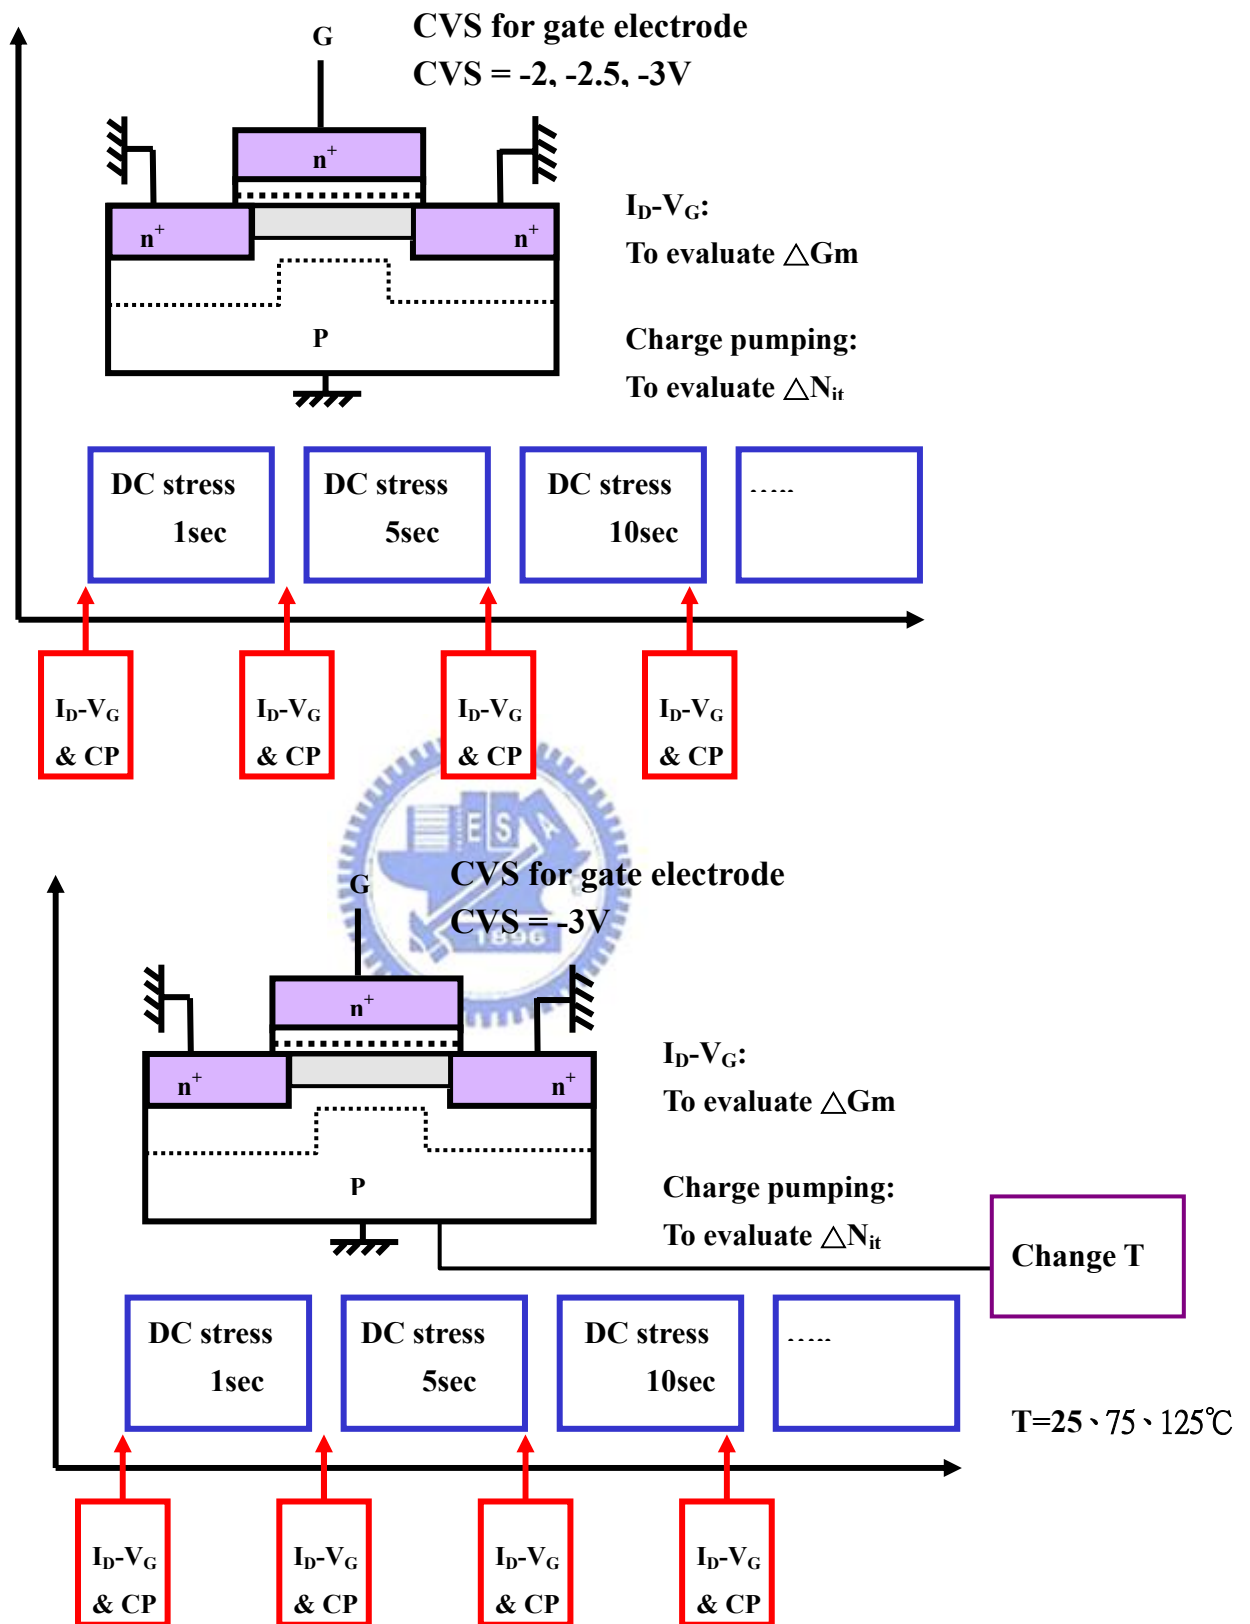 CVS for gate electrode
CVS = -2, -2.5, -3V
G
n+
n+
n+
P
ID-VG:
To evaluate △Gm
Charge pumping:
To evaluate △Nit
DC stress
1sec
DC stress
5sec
DC stress
10sec
.....
ID-VG
& CP
ID-VG
& CP
ID-VG
& CP
ID-VG
& CP
ESA
1896
CVS for gate electrode
CVS = -3V
G
n+
n+
n+
P
ID-VG:
To evaluate △Gm
Charge pumping:
To evaluate △Nit
Change T
DC stress
1sec
DC stress
5sec
DC stress
10sec
.....
T=25、75、125℃
ID-VG
& CP
ID-VG
& CP
ID-VG
& CP
ID-VG
& CP